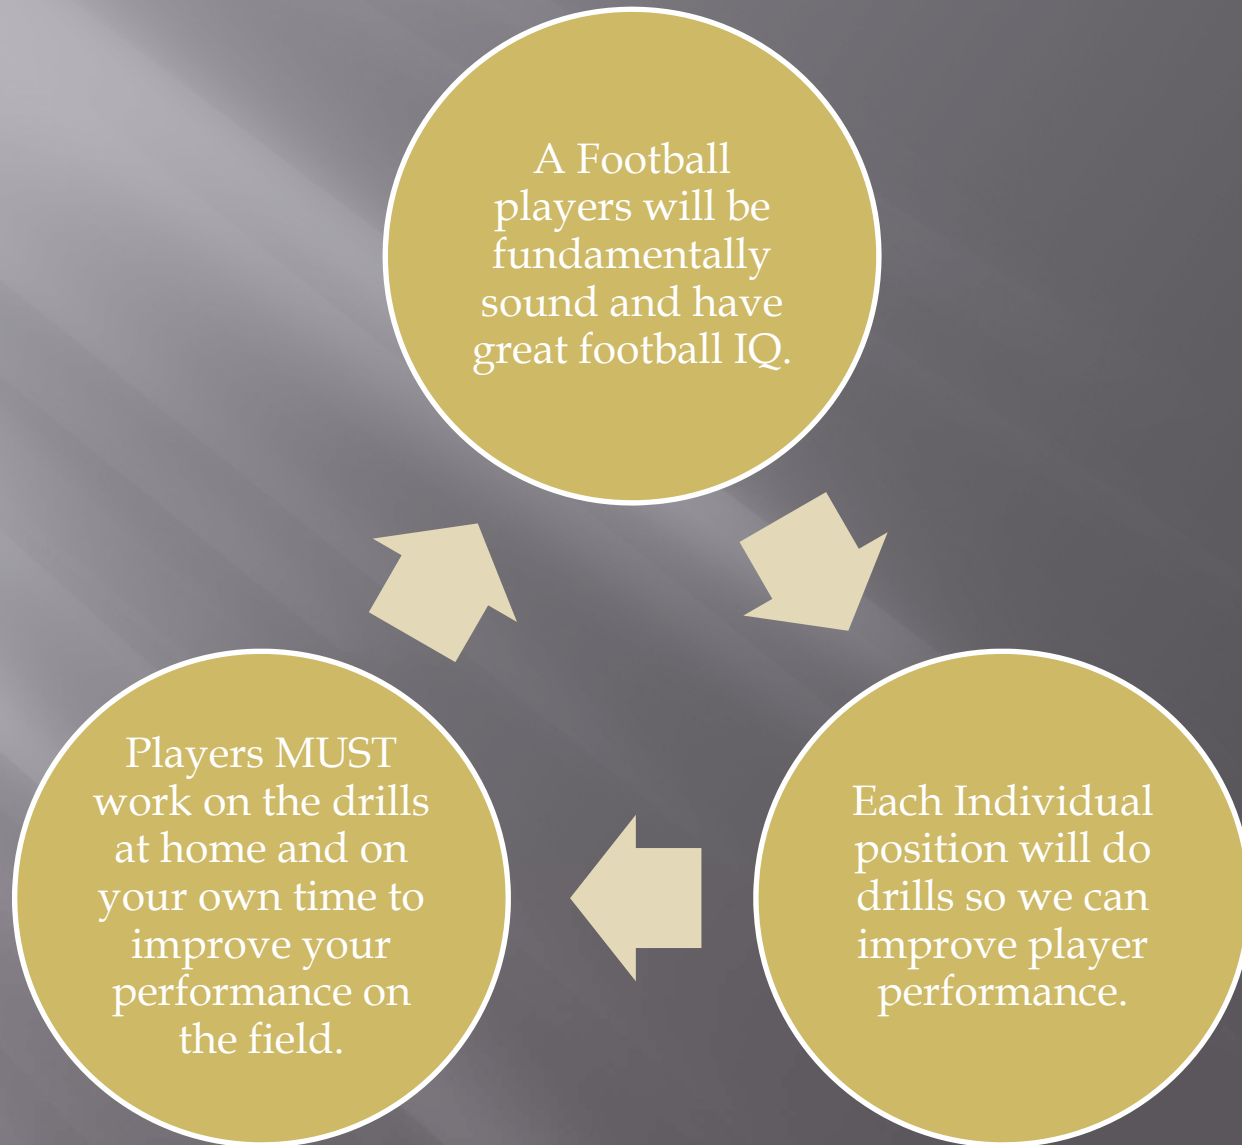 A Football
players will be
fundamentally
sound and have
great football IQ.
Each Individual
position will do
drills so we can
improve player
performance.
Players MUST
work on the drills
at home and on
your own time to
improve your
performance on
the field.